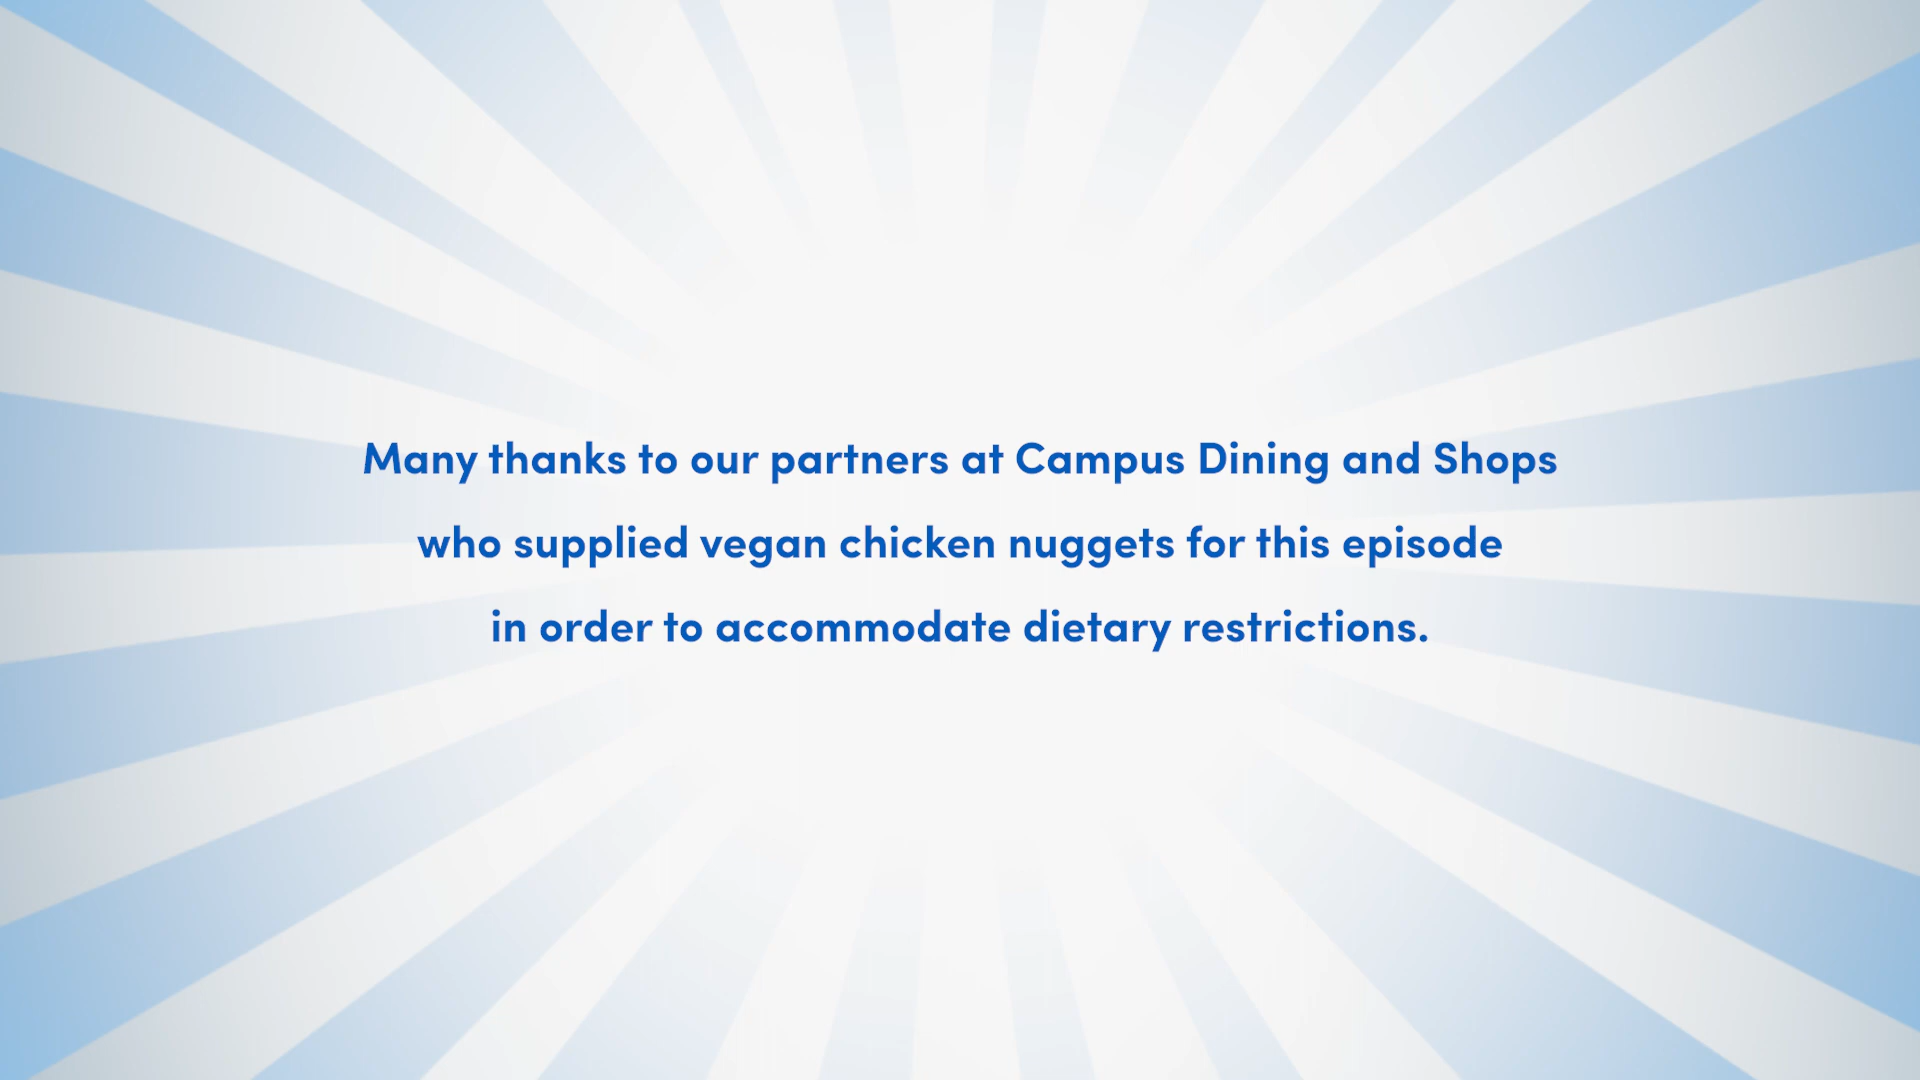 Many thanks to our partners at Campus Dining and Shops
who supplied vegan chicken nuggets for this episode
in order to accommodate dietary restrictions.